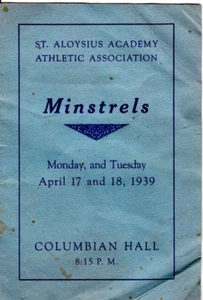 ST. ALOYSIUS ACADEMY
ATHLETIC ASSOCIATION
Minstrels
Monday, and Tuesday
April 17 and 18, 1939
COLUMBIAN HALL
8:15 P. M.